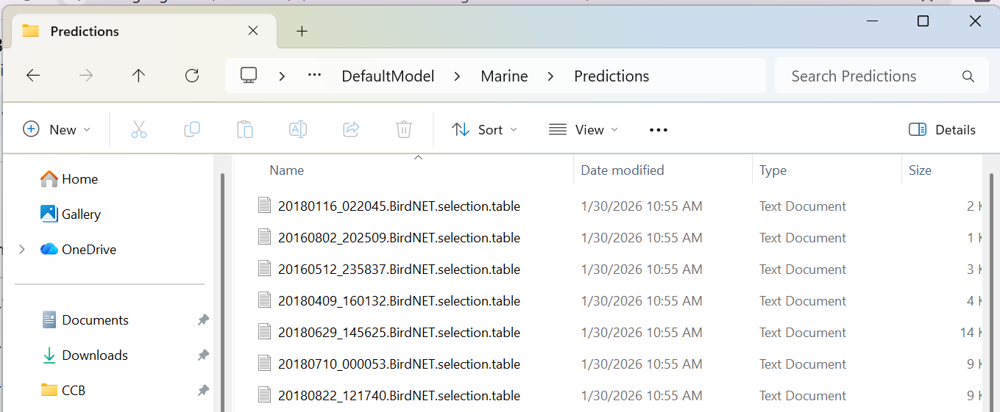 Predictions
DefaultModel Marine Predictions Search Predictions
New Sort View Details
Home
Gallery
OneDrive
Documents
Downloads
CCB
Name Date modified Type Size
20180116_022045.BirdNET.selection.table 1/30/2026 10:55 AM Text Document 2
20160802_202509.BirdNET.selection.table 1/30/2026 10:55 AM Text Document 1
20160512_235837.BirdNET.selection.table 1/30/2026 10:55 AM Text Document 3
20180409_160132.BirdNET.selection.table 1/30/2026 10:55 AM Text Document 4
20180629_145625.BirdNET.selection.table 1/30/2026 10:55 AM Text Document 14
20180710_000053.BirdNET.selection.table 1/30/2026 10:55 AM Text Document 9
20180822_121740.BirdNET.selection.table 1/30/2026 10:55 AM Text Document 9